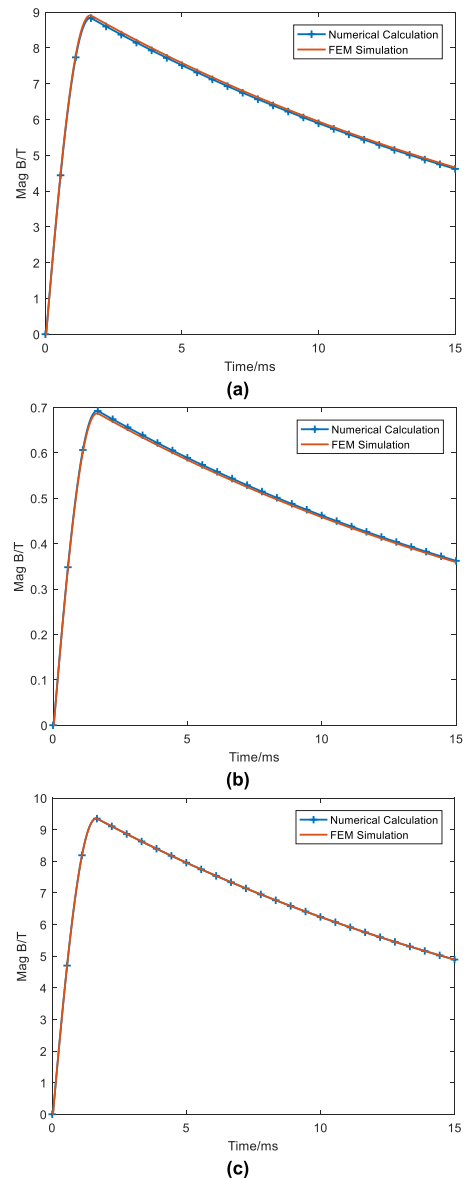 9
8
7
6
5
4
3
2
1
0
Mag B/T
Numerical Calculation
FEM Simulation
0 5 10 15
Time/ms
(a)
0.7
0.6
0.5
0.4
0.3
0.2
0.1
0
Mag B/T
Numerical Calculation
FEM Simulation
0 5 10 15
Time/ms
(b)
10
9
8
7
6
5
4
3
2
1
0
Mag B/T
Numerical Calculation
FEM Simulation
0 5 10 15
Time/ms
(c)